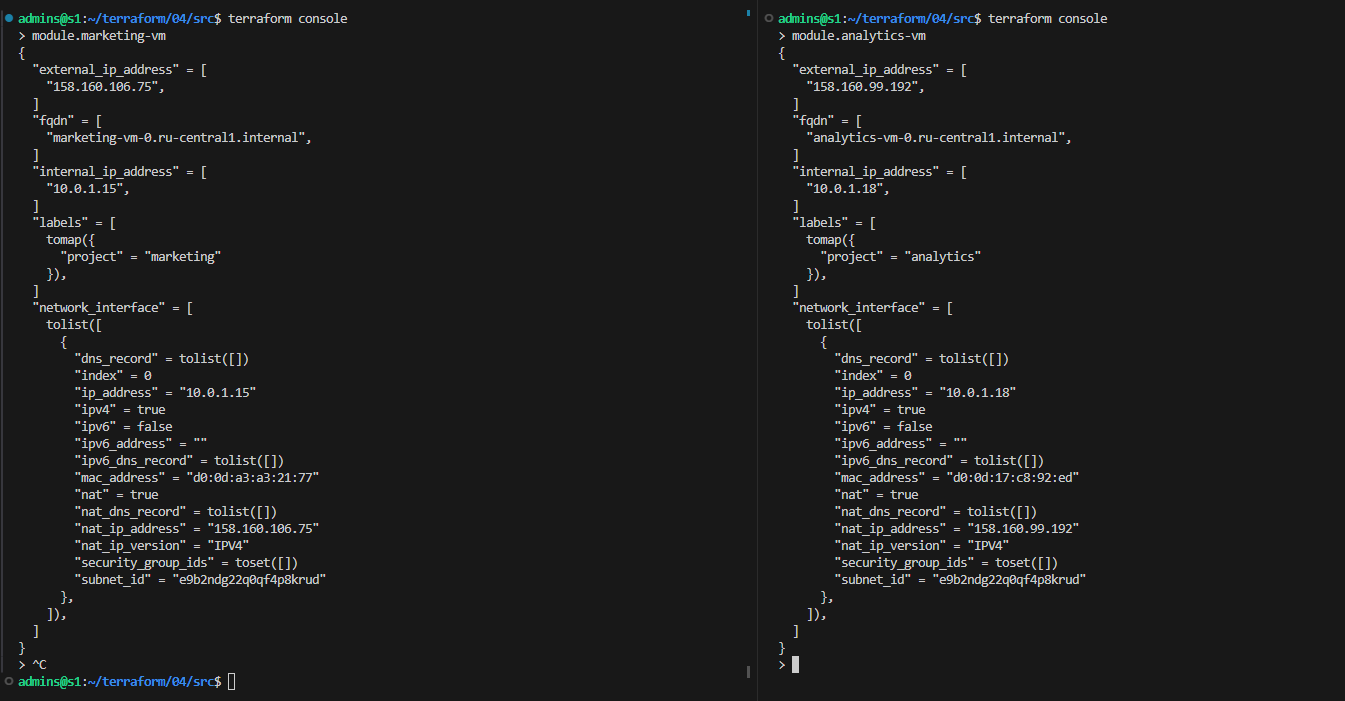 admins@s1:~/terraform/04/src$ terraform console
> module.marketing-vm
{
  "external_ip_address" = [
    "158.160.106.75",
  ]
  "fqdn" = [
    "marketing-vm-0.ru-central1.internal",
  ]
  "internal_ip_address" = [
    "10.0.1.15",
  ]
  "labels" = [
    tomap({
      "project" = "marketing"
    }),
  ]
  "network_interface" = [
    tolist([
      {
        "dns_record" = tolist([])
        "index" = 0
        "ip_address" = "10.0.1.15"
        "ipv4" = true
        "ipv6" = false
        "ipv6_address" = ""
        "ipv6_dns_record" = tolist([])
        "mac_address" = "d0:0d:a3:a3:21:77"
        "nat" = true
        "nat_dns_record" = tolist([])
        "nat_ip_address" = "158.160.106.75"
        "nat_ip_version" = "IPV4"
        "security_group_ids" = toset([])
        "subnet_id" = "e9b2ndg22q0qf4p8krud"
      },
    ]),
  ]
}
> ^C
admins@s1:~/terraform/04/src$
admins@s1:~/terraform/04/src$ terraform console
> module.analytics-vm
{
  "external_ip_address" = [
    "158.160.99.192",
  ]
  "fqdn" = [
    "analytics-vm-0.ru-central1.internal",
  ]
  "internal_ip_address" = [
    "10.0.1.18",
  ]
  "labels" = [
    tomap({
      "project" = "analytics"
    }),
  ]
  "network_interface" = [
    tolist([
      {
        "dns_record" = tolist([])
        "index" = 0
        "ip_address" = "10.0.1.18"
        "ipv4" = true
        "ipv6" = false
        "ipv6_address" = ""
        "ipv6_dns_record" = tolist([])
        "mac_address" = "d0:0d:17:c8:92:ed"
        "nat" = true
        "nat_dns_record" = tolist([])
        "nat_ip_address" = "158.160.99.192"
        "nat_ip_version" = "IPV4"
        "security_group_ids" = toset([])
        "subnet_id" = "e9b2ndg22q0qf4p8krud"
      },
    ]),
  ]
}
>